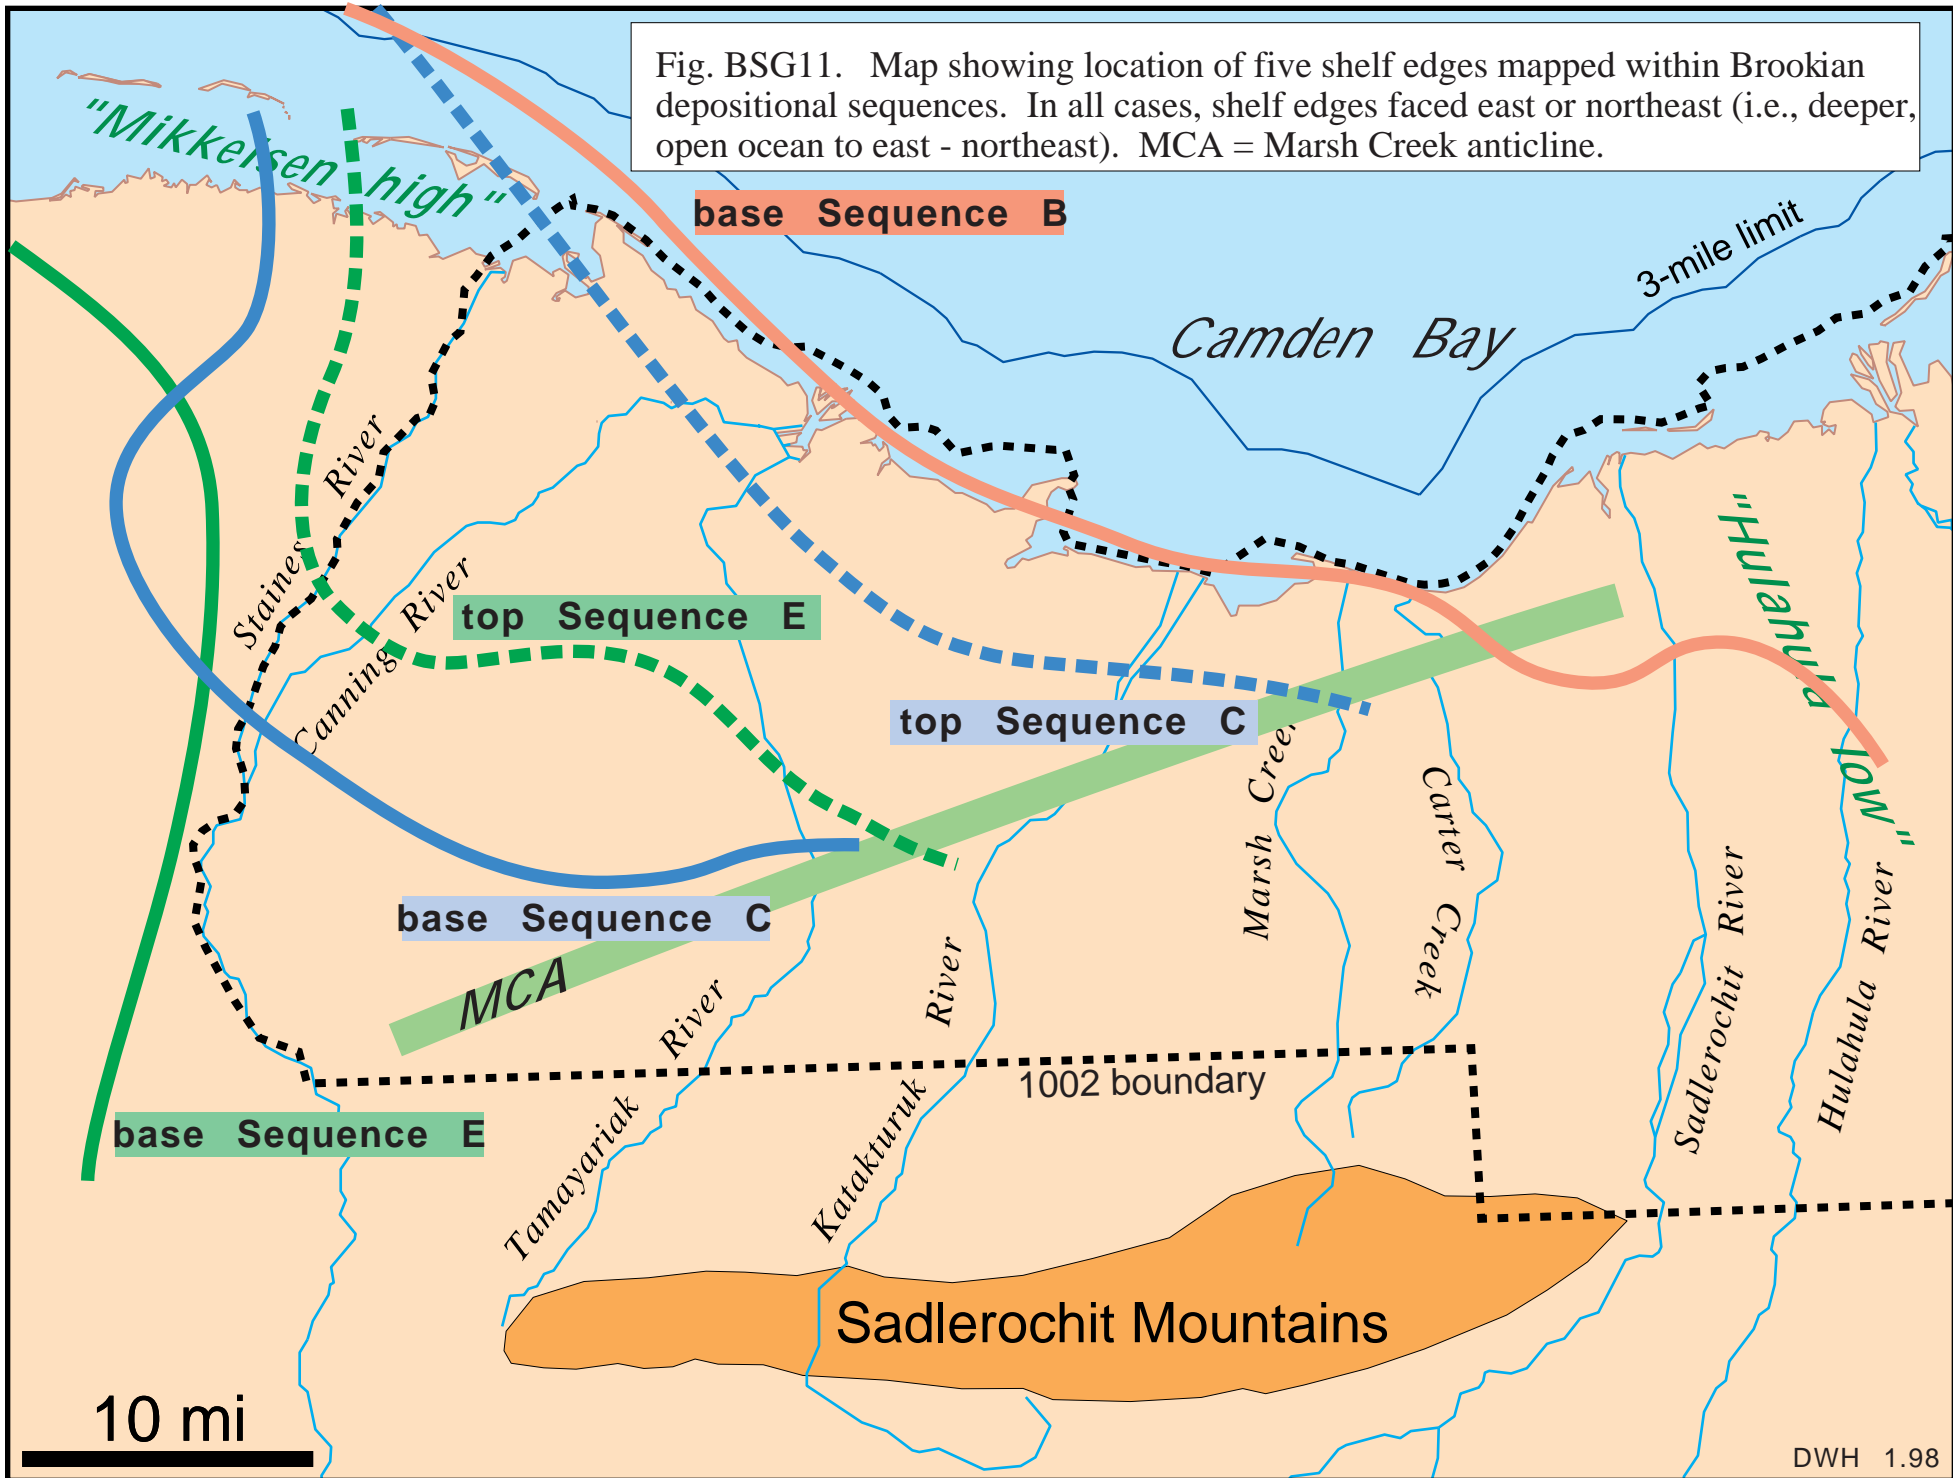 Fig. BSG11. Map showing location of five shelf edges mapped within Brookian
depositional sequences. In all cases, shelf edges faced east or northeast (i.e., deeper,
open ocean to east - northeast). MCA = Marsh Creek anticline.
"Mikkelsen high"
base Sequence B
3-mile limit
Camden Bay
Staines River
Canning River
top Sequence E
"Hulahula low"
top Sequence C
Marsh Creek
Carter Creek
base Sequence C
MCA
Tamayariak River
Katakturuk River
Sadlerochit River
Hulahula River
1002 boundary
base Sequence E
Sadlerochit Mountains
10 mi
DWH 1.98